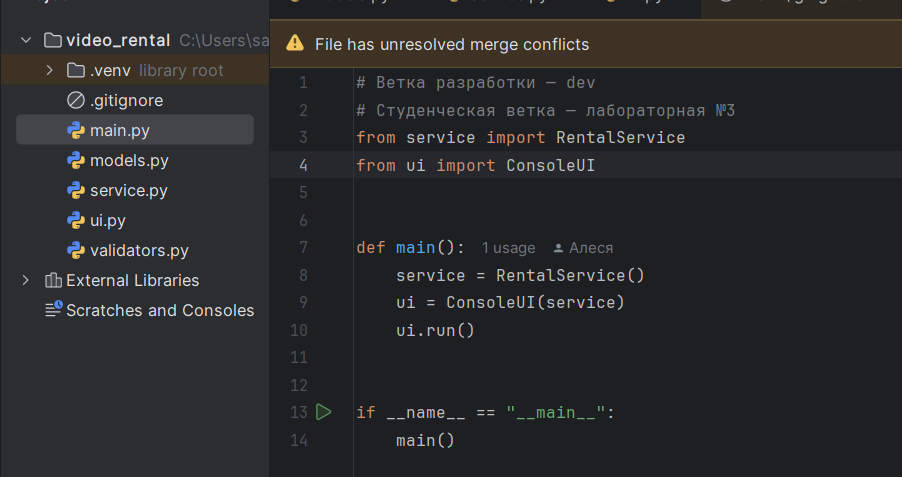 video_rental C:\Users\sa
.venv library root
.gitignore
main.py
models.py
service.py
ui.py
validators.py
External Libraries
Scratches and Consoles
File has unresolved merge conflicts
1 # Ветка разработки — dev
2 # Студенческая ветка — лабораторная №3
3 from service import RentalService
4 from ui import ConsoleUI
5
6
7 def main(): 1 usage Алеся
8 service = RentalService()
9 ui = ConsoleUI(service)
10 ui.run()
11
12
13 if __name__ == "__main__":
14 main()